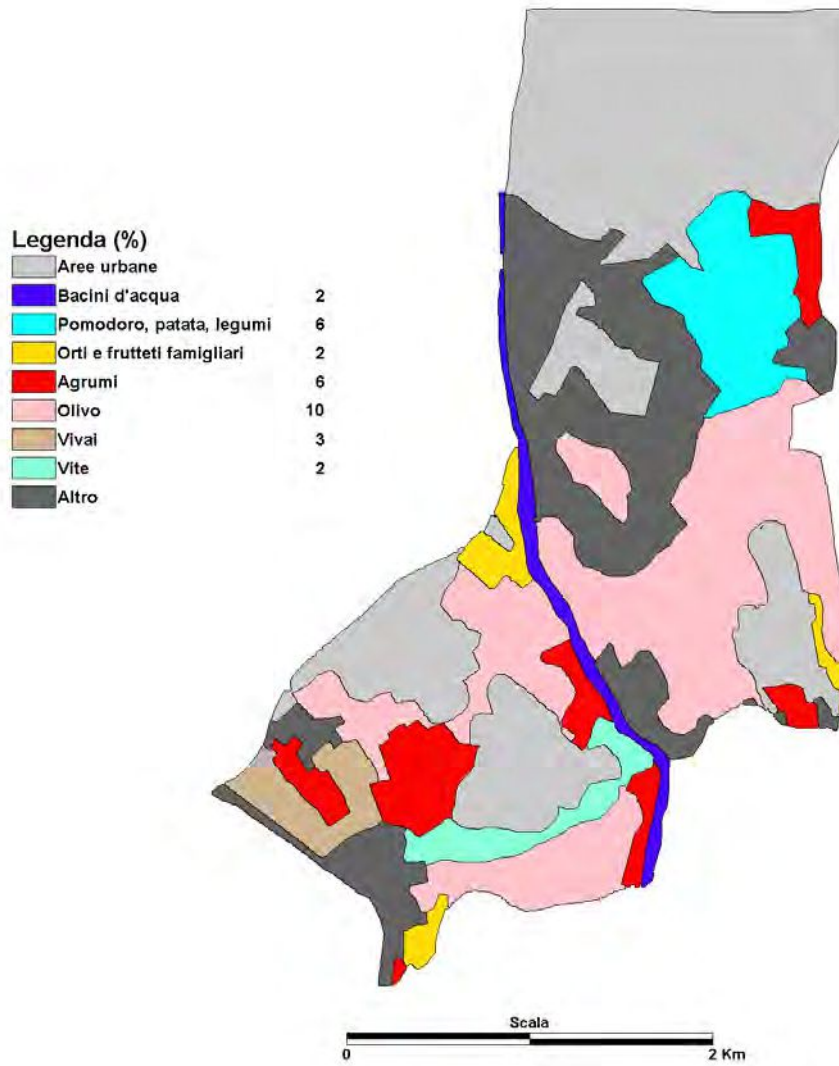 Legenda (%)
Aree urbane
Bacini d'acqua 2
Pomodoro, patata, legumi 6
Orti e frutteti famigliari 2
Agrumi 6
Olivo 10
Vivai 3
Vite 2
Altro
Scala
0 2 Km